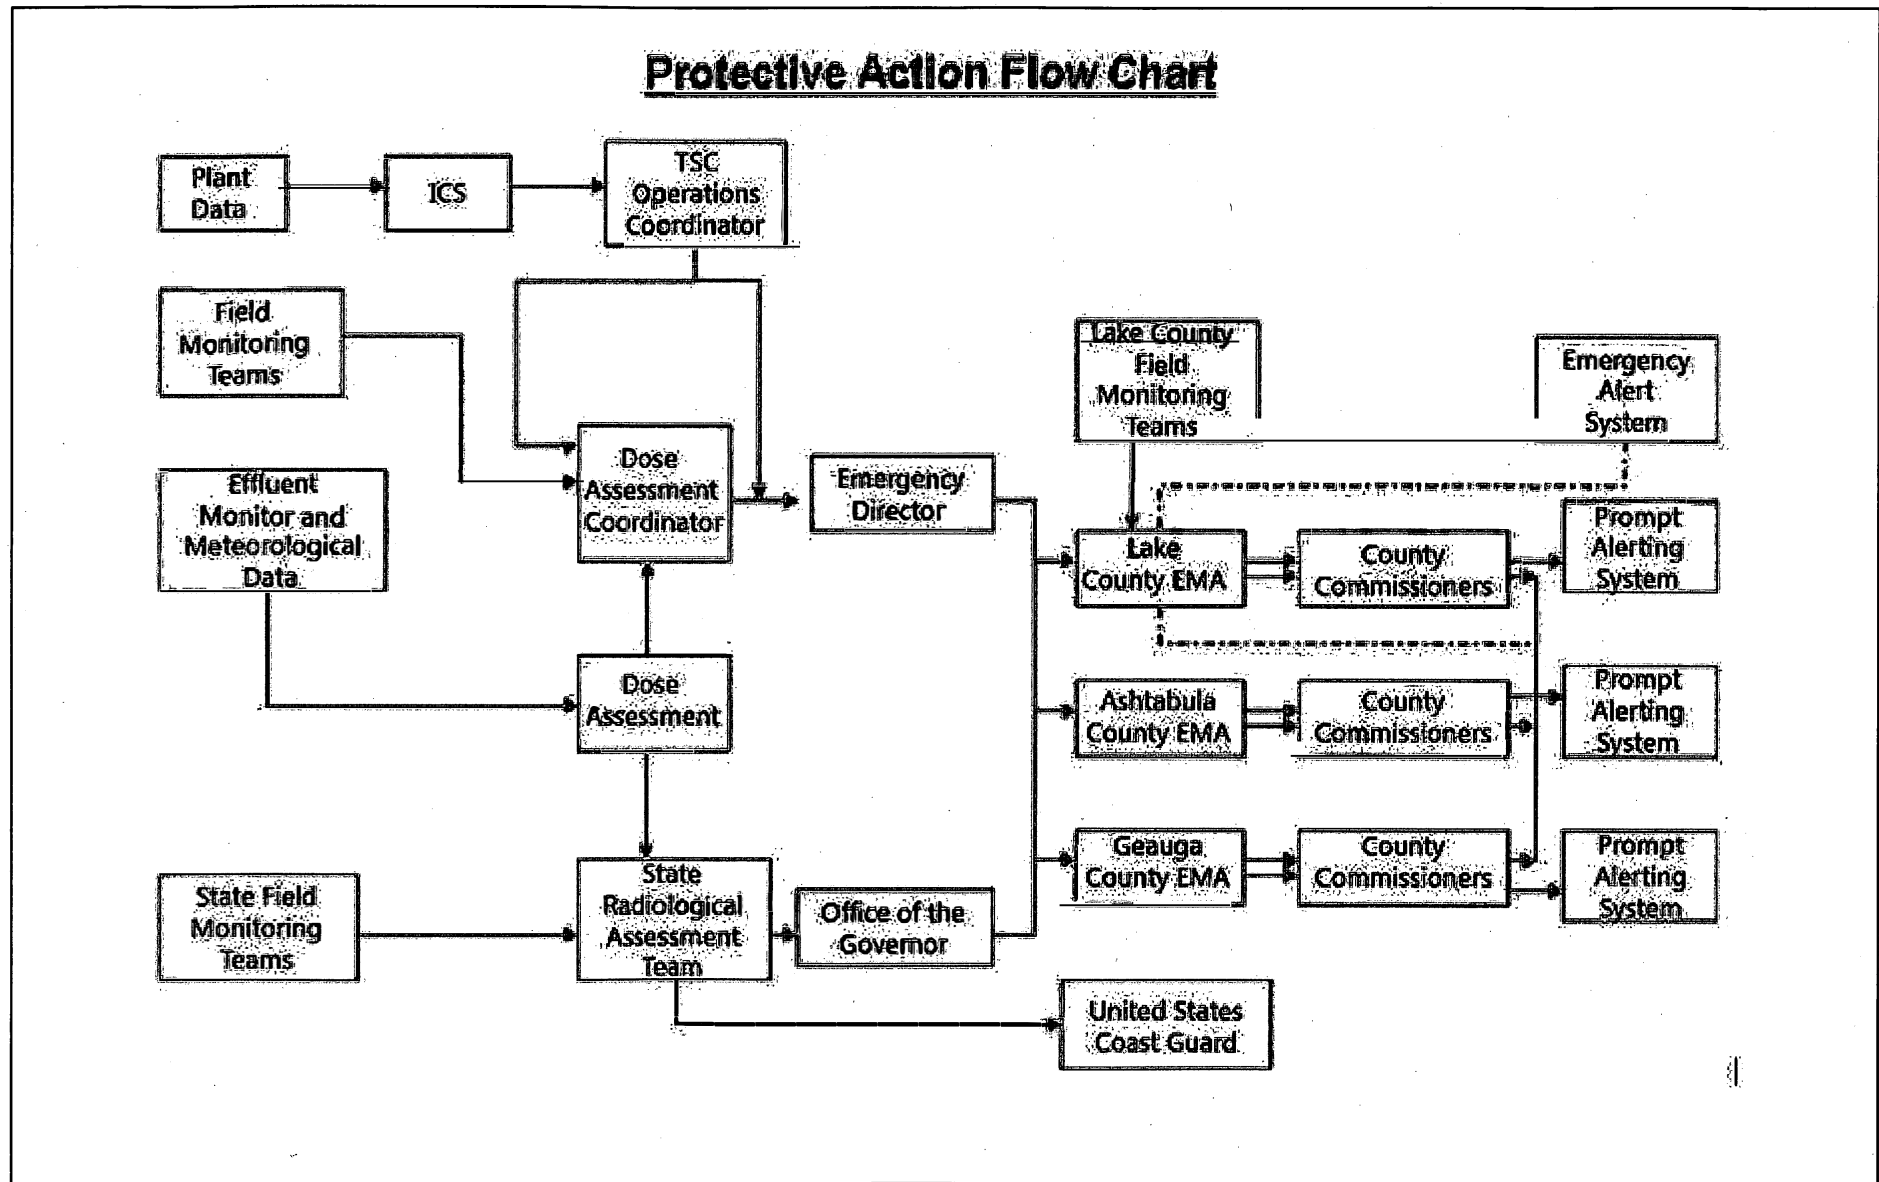 Protective Action Flow Chart
Plant
Data
ICS
TSC
Operations
Coordinator
Field
Monitoring
Teams
Lake County
Field
Monitoring
Teams
Emergency
Alert
System
Effluent
Monitor and
Meteorological
Data
Dose
Assessment
Coordinator
Emergency
Director
Lake
County EMA
County
Commissioners
Prompt
Alerting
System
Dose
Assessment
Ashtabula
County EMA
County
Commissioners
Prompt
Alerting
System
State Field
Monitoring
Teams
State
Radiological
Assessment
Team
Office of the
Governor
Geauga
County EMA
County
Commissioners
Prompt
Alerting
System
United States
Coast Guard